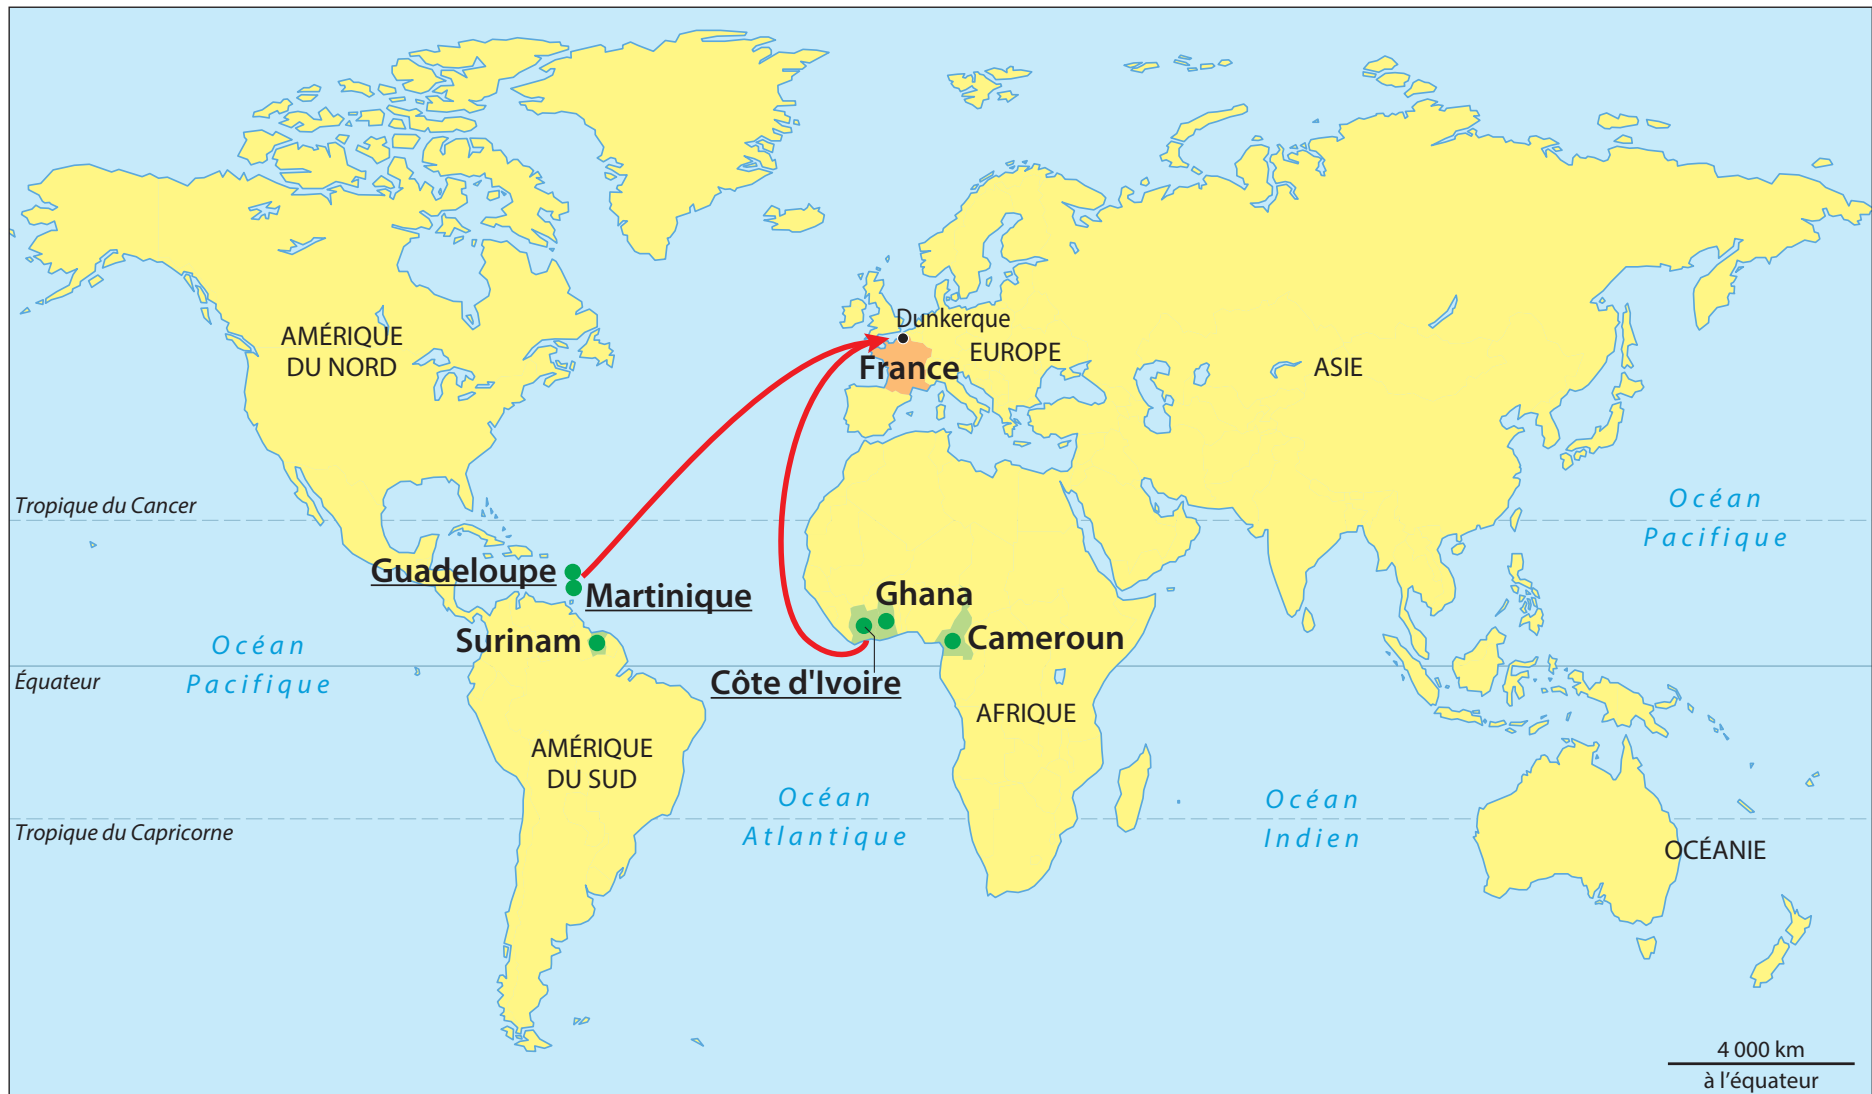 Dunkerque
AMÉRIQUE
DU NORD
EUROPE
France
ASIE
Tropique du Cancer
Océan
Pacifique
Guadeloupe
Martinique
Ghana
Surinam
Cameroun
Océan
Pacifique
Équateur
Côte d'Ivoire
AFRIQUE
AMÉRIQUE
DU SUD
Océan
Atlantique
Océan
Indien
Tropique du Capricorne
OCÉANIE
4 000 km
à l'équateur